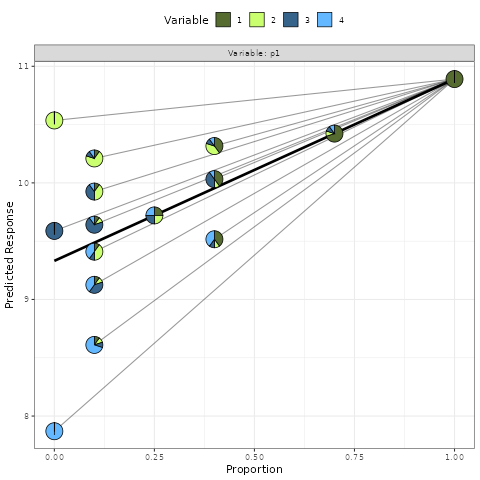 Variable 1 2 3 4
Variable: p1
11
10
9
8
Predicted Response
0.00 0.25 0.50 0.75 1.00
Proportion